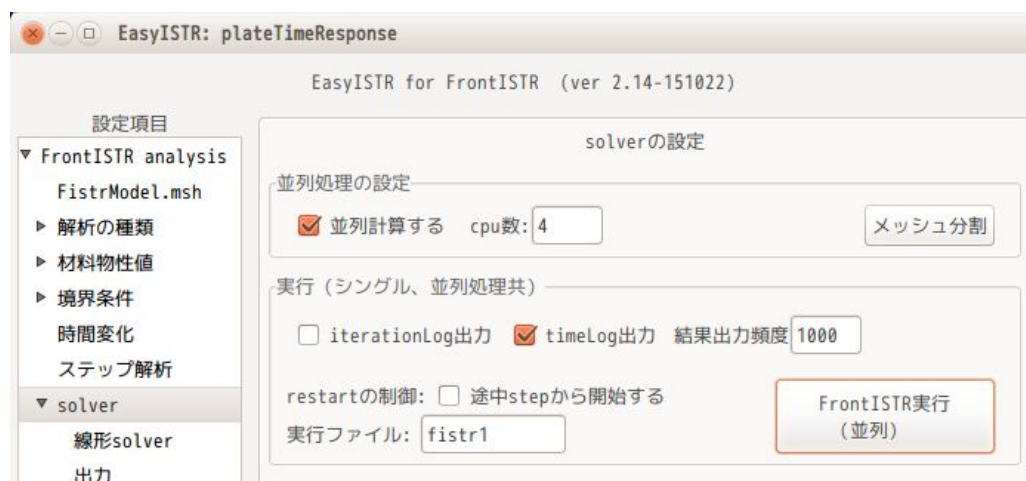 EasyISTR: plateTimeResponse
EasyISTR for FrontISTR (ver 2.14-151022)
設定項目
FrontISTR analysis
FistrModel.msh
解析の種類
材料物性値
境界条件
時間変化
ステップ解析
solver
線形solver
出力
solverの設定
並列処理の設定
並列計算する cpu数: 4 メッシュ分割
実行（シングル、並列処理共）
iterationLog出力 timeLog出力 結果出力頻度 1000
restartの制御: 途中stepから開始する
実行ファイル: fistr1
FrontISTR実行
(並列)